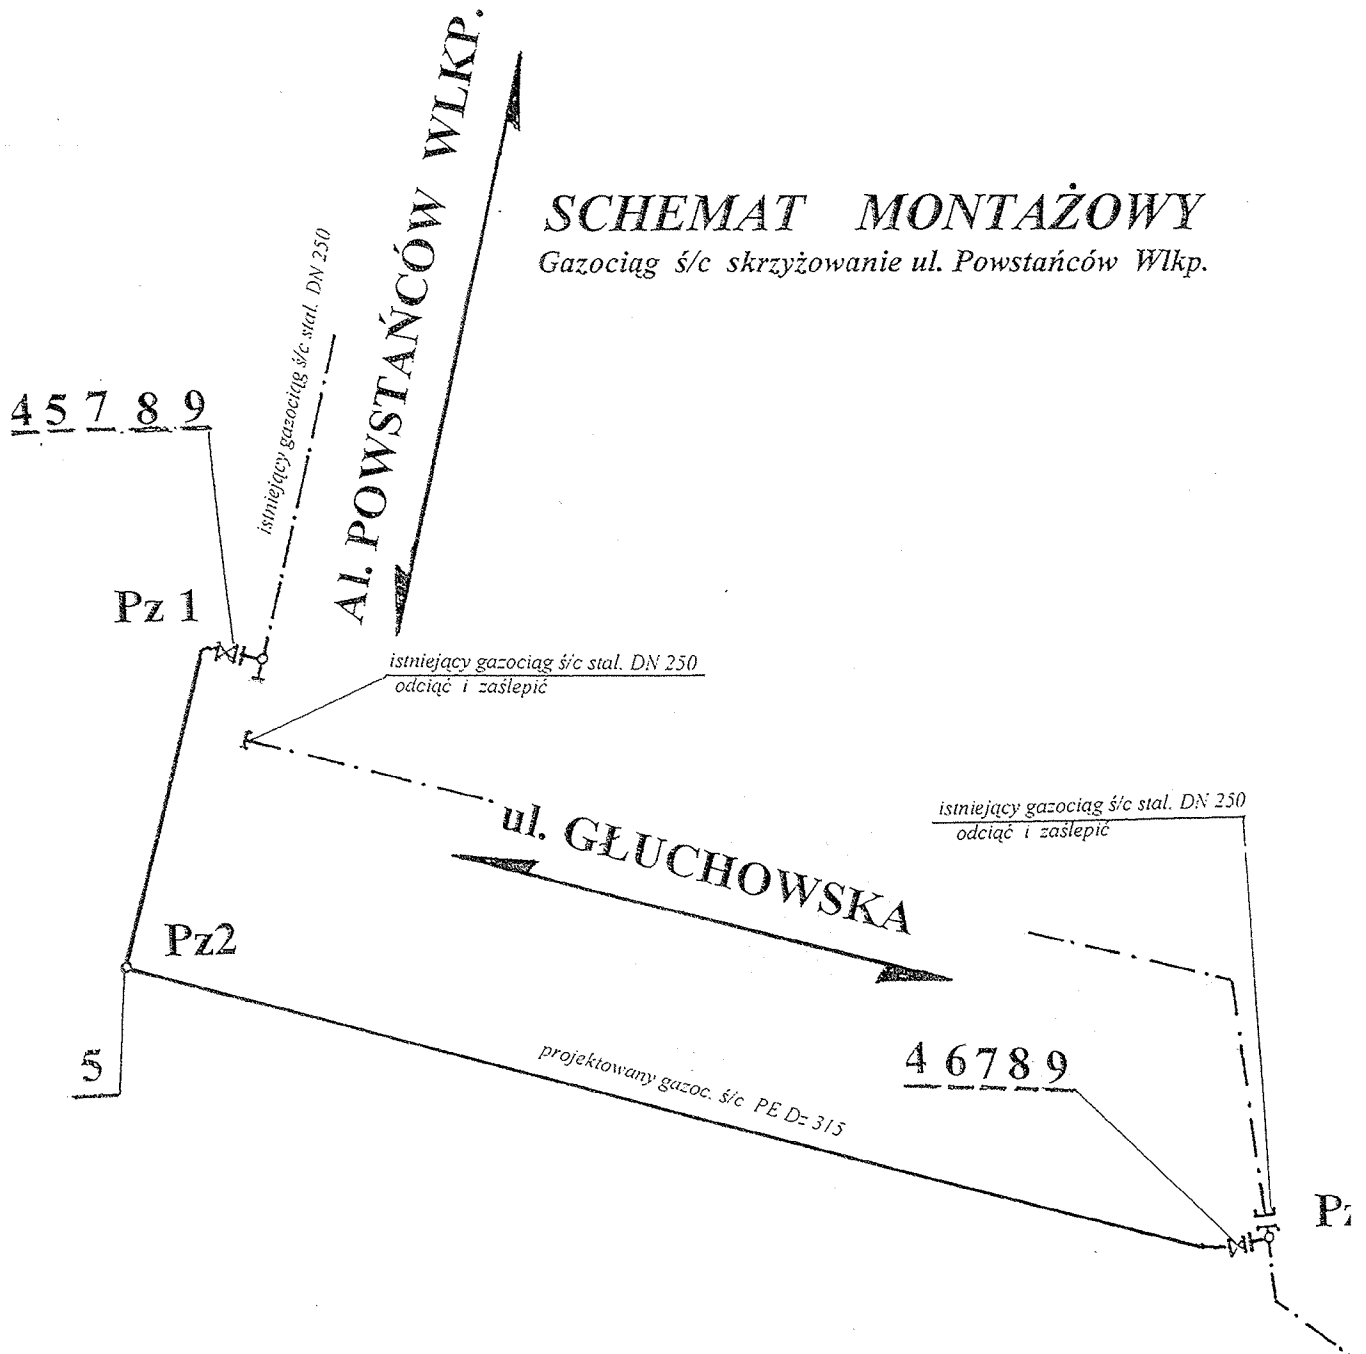 SCHEMAT MONTAŻOWY
Gazociąg ś/c skrzyżowanie ul. Powstańców Wlkp.
Al. POWSTAŃCÓW WLKP.
istniejący gazociąg ś/c stal. DN 250
4 5 7 8 9
Pz 1
istniejący gazociąg ś/c stal. DN 250
odciąć i zaślepić
ul. GŁUCHOWSKA
istniejący gazociąg ś/c stal. DN 250
odciąć i zaślepić
Pz2
5
projektowany gazoc. ś/c PE Dz 315
4 6 7 8 9
Pz